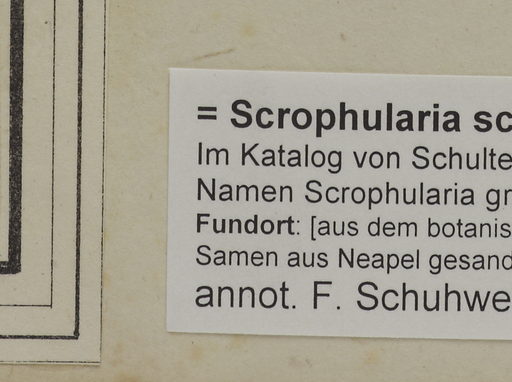 = Scrophularia sc
Im Katalog von Schulte
Namen Scrophularia gr
Fundort: [aus dem botanis
Samen aus Neapel gesand
annot. F. Schuhwe